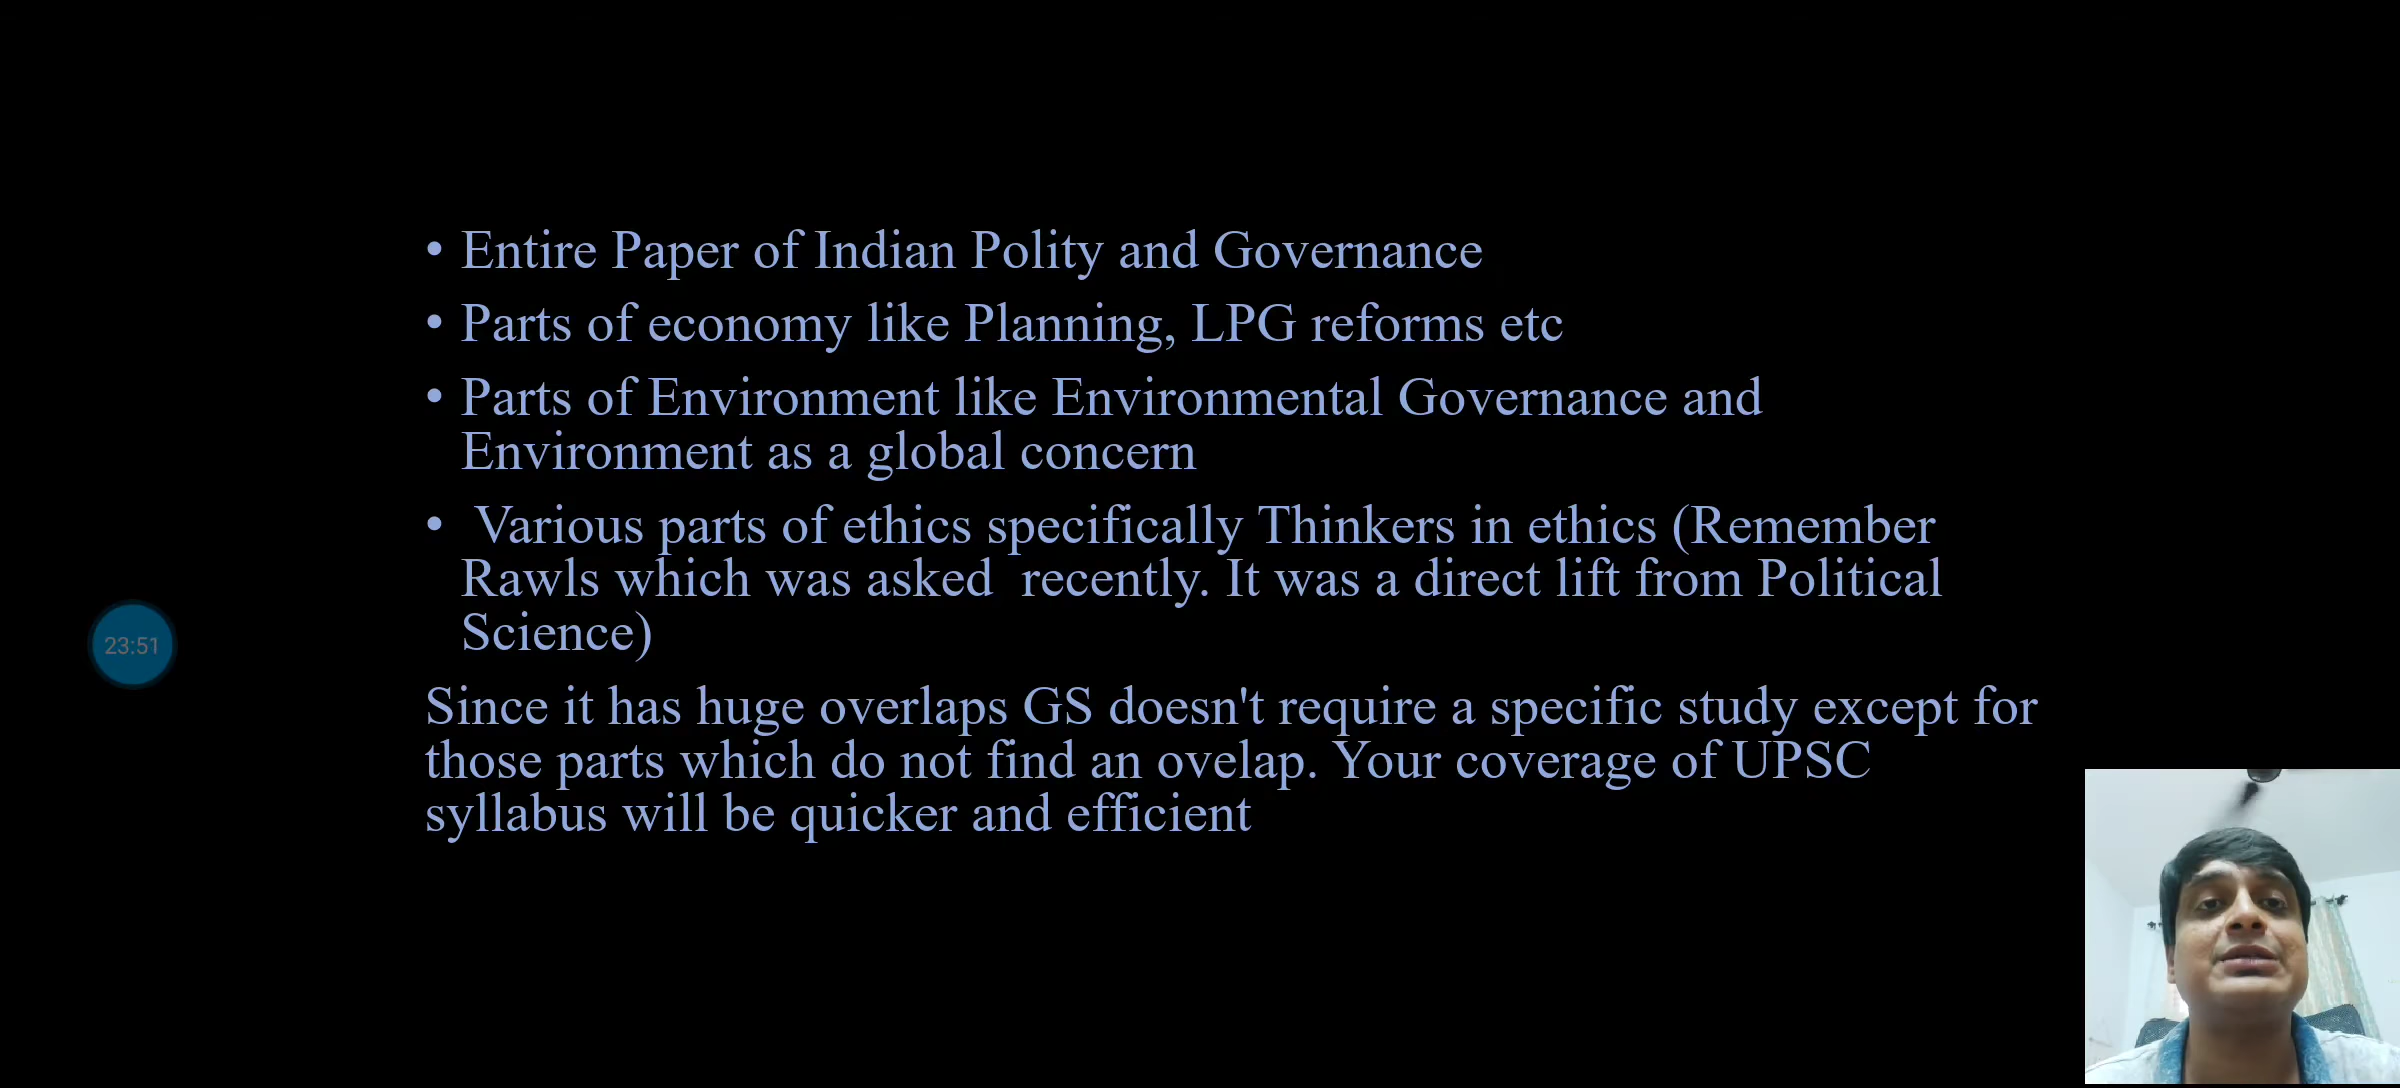 • Entire Paper of Indian Polity and Governance
• Parts of economy like Planning, LPG reforms etc
• Parts of Environment like Environmental Governance and
Environment as a global concern
• Various parts of ethics specifically Thinkers in ethics (Remember
Rawls which was asked  recently. It was a direct lift from Political
Science)
23:51
Since it has huge overlaps GS doesn't require a specific study except for
those parts which do not find an ovelap. Your coverage of UPSC
syllabus will be quicker and efficient